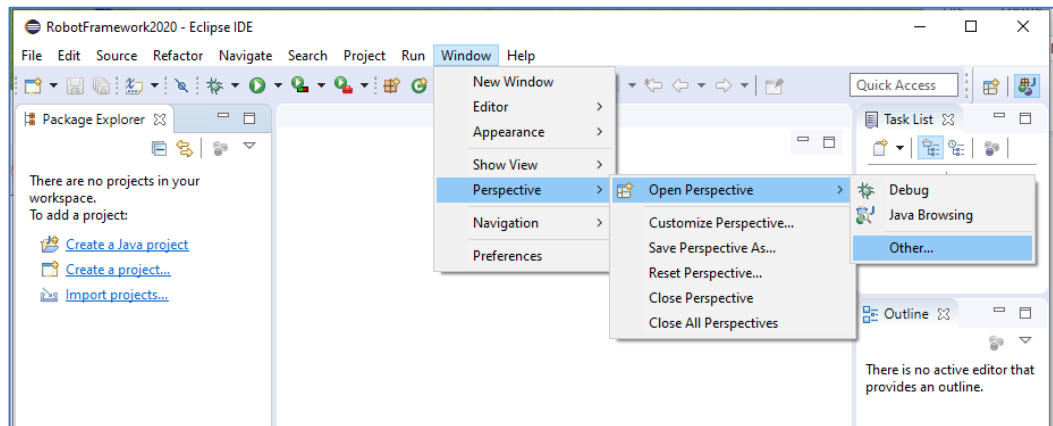 RobotFramework2020 - Eclipse IDE
File Edit Source Refactor Navigate Search Project Run Window Help
Quick Access
Package Explorer
There are no projects in your
workspace.
To add a project:
Create a Java project
Create a project...
Import projects...
New Window
Editor
Appearance
Show View
Perspective
Navigation
Preferences
Open Perspective
Customize Perspective...
Save Perspective As...
Reset Perspective...
Close Perspective
Close All Perspectives
Debug
Java Browsing
Other...
Task List
Outline
There is no active editor that
provides an outline.